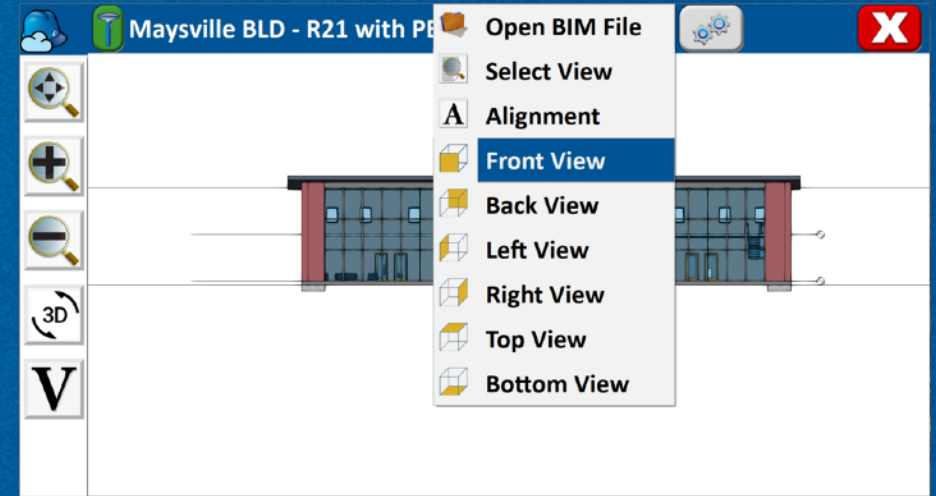 Maysville BLD - R21 with
Open BIM File
Select View
A Alignment
Front View
Back View
Left View
Right View
Top View
Bottom View
3D
V
X